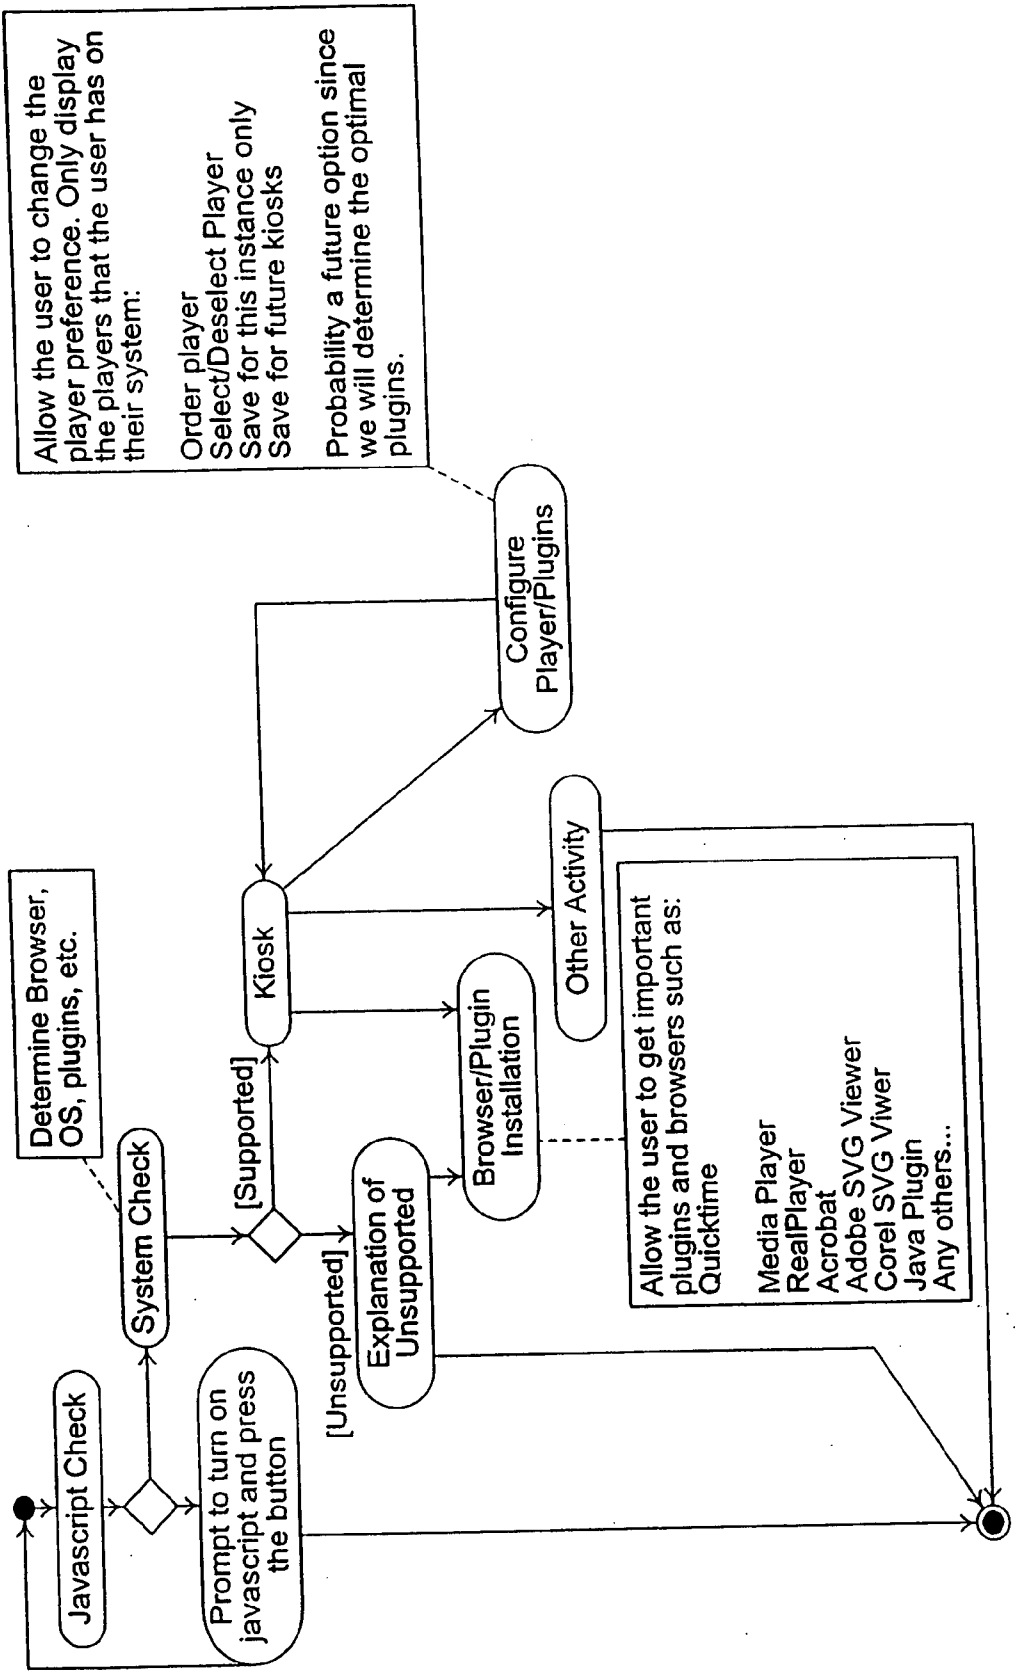 Javascript Check
Prompt to turn on
javascript and press
the button
System Check
Determine Browser,
OS, plugins, etc.
[Supported]
[Unsupported]
Explanation of
Unsupported
Kiosk
Browser/Plugin
Installation
Other Activity
Configure
Player/Plugins
Allow the user to change the
player preference. Only display
the players that the user has on
their system:
Order player
Select/Deselect Player
Save for this instance only
Save for future kiosks
Probability a future option since
we will determine the optimal
plugins.
Allow the user to get important
plugins and browsers such as:
Quicktime
Media Player
RealPlayer
Acrobat
Adobe SVG Viewer
Corel SVG Viwer
Java Plugin
Any others...